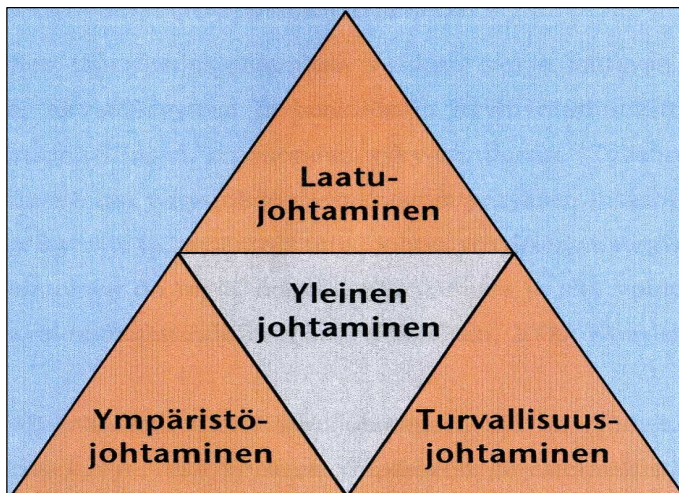 Laatu-
johtaminen
Yleinen
johtaminen
Ympäristö-
johtaminen
Turvallisuus-
johtaminen